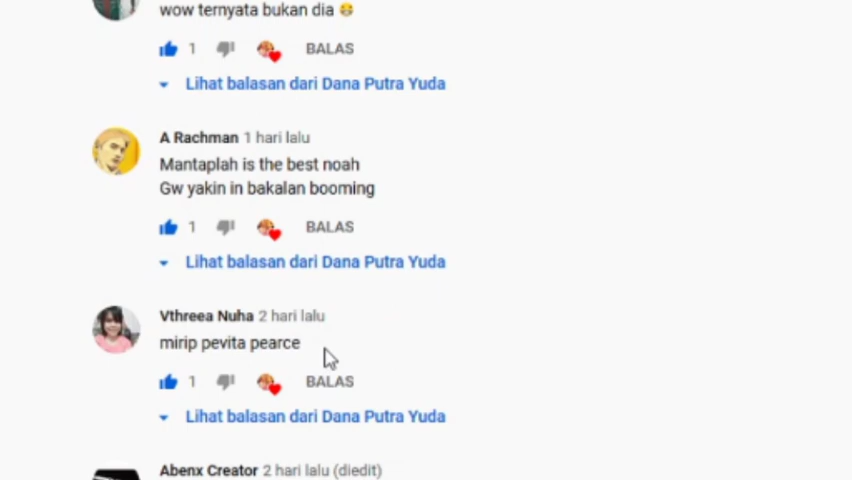 wow ternyata bukan dia 😂
1 BALAS
Lihat balasan dari Dana Putra Yuda
A Rachman 1 hari lalu
Mantaplah is the best noah
Gw yakin in bakalan booming
1 BALAS
Lihat balasan dari Dana Putra Yuda
Vthreea Nuha 2 hari lalu
mirip pevita pearce
1 BALAS
Lihat balasan dari Dana Putra Yuda
Abenx Creator 2 hari lalu (diedit)